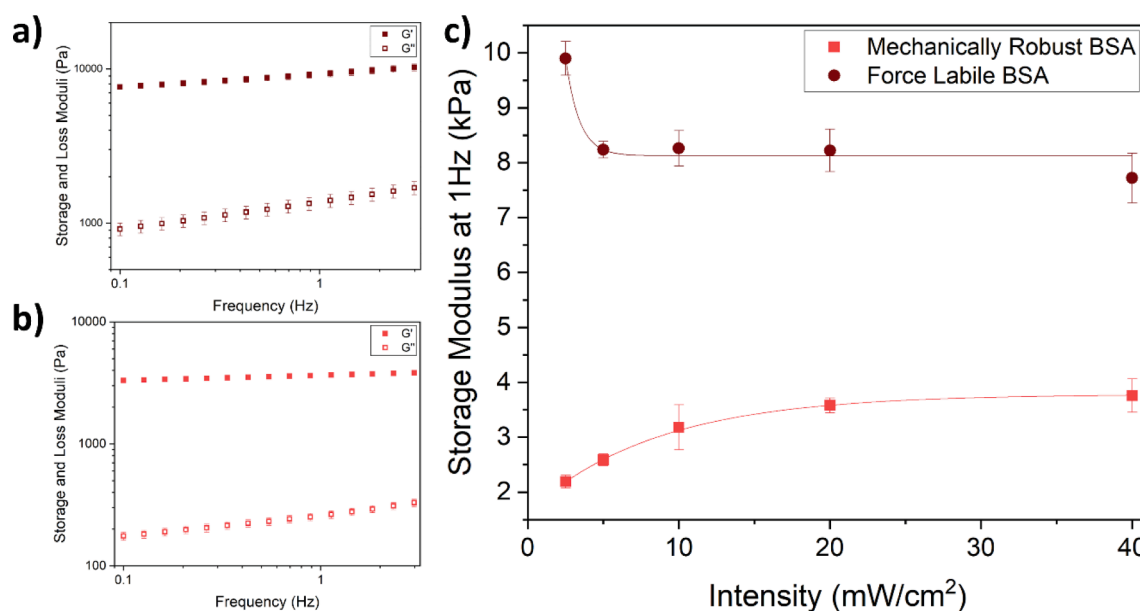 a)
Storage and Loss Moduli (Pa)
10000
1000
G'
G"
0.1
1
Frequency (Hz)
b)
Storage and Loss Moduli (Pa)
10000
1000
100
G'
G"
0.1
1
Frequency (Hz)
c)
Storage Modulus at 1Hz (kPa)
10
9
8
7
6
5
4
3
2
Mechanically Robust BSA
Force Labile BSA
0
10
20
30
40
Intensity (mW/cm²)